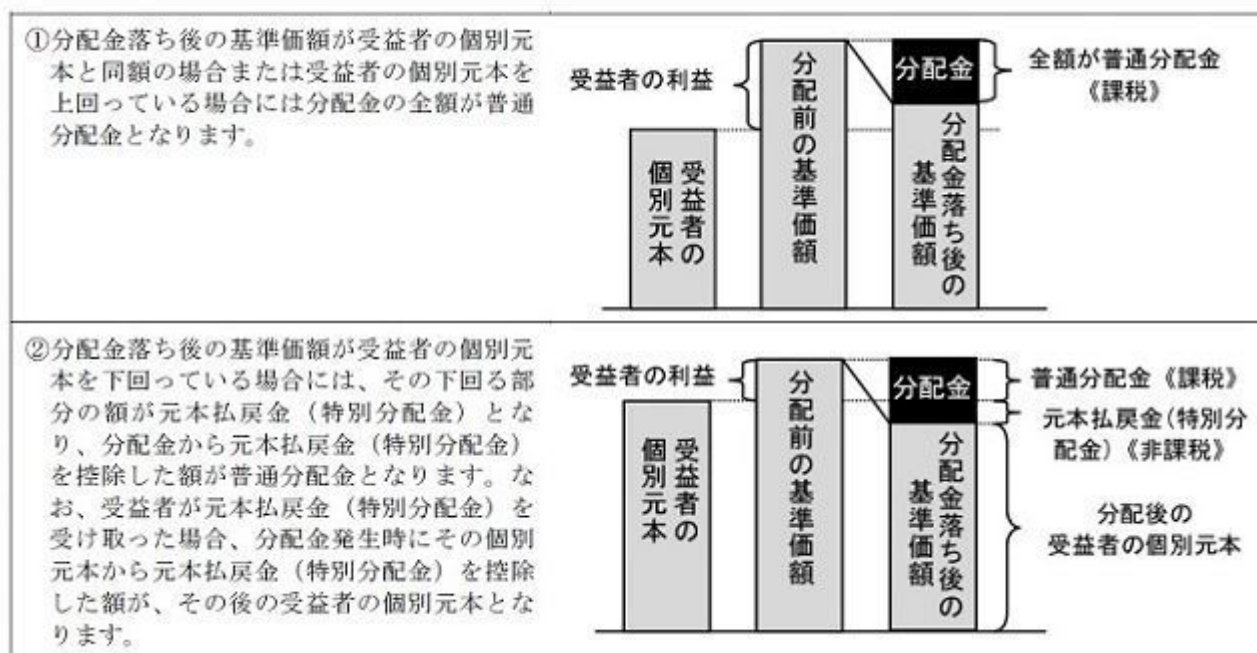 ①分配金落ち後の基準価額が受益者の個別元
本と同額の場合または受益者の個別元本を
上回っている場合には分配金の全額が普通
分配金となります。
受益者の利益
受益者の
個別元本
分配前の基準価額
分配金
分配金落ち後の
基準価額
全額が普通分配金
《課税》
②分配金落ち後の基準価額が受益者の個別元
本を下回っている場合には、その下回る部
分の額が元本払戻金（特別分配金）とな
り、分配金から元本払戻金（特別分配金）
を控除した額が普通分配金となります。な
お、受益者が元本払戻金（特別分配金）を
受け取った場合、分配金発生時にその個別
元本から元本払戻金（特別分配金）を控除
した額が、その後の受益者の個別元本とな
ります。
受益者の利益
受益者の
個別元本
分配前の基準価額
分配金
分配金落ち後の
基準価額
普通分配金《課税》
元本払戻金(特別分
配金)《非課税》
分配後の
受益者の個別元本